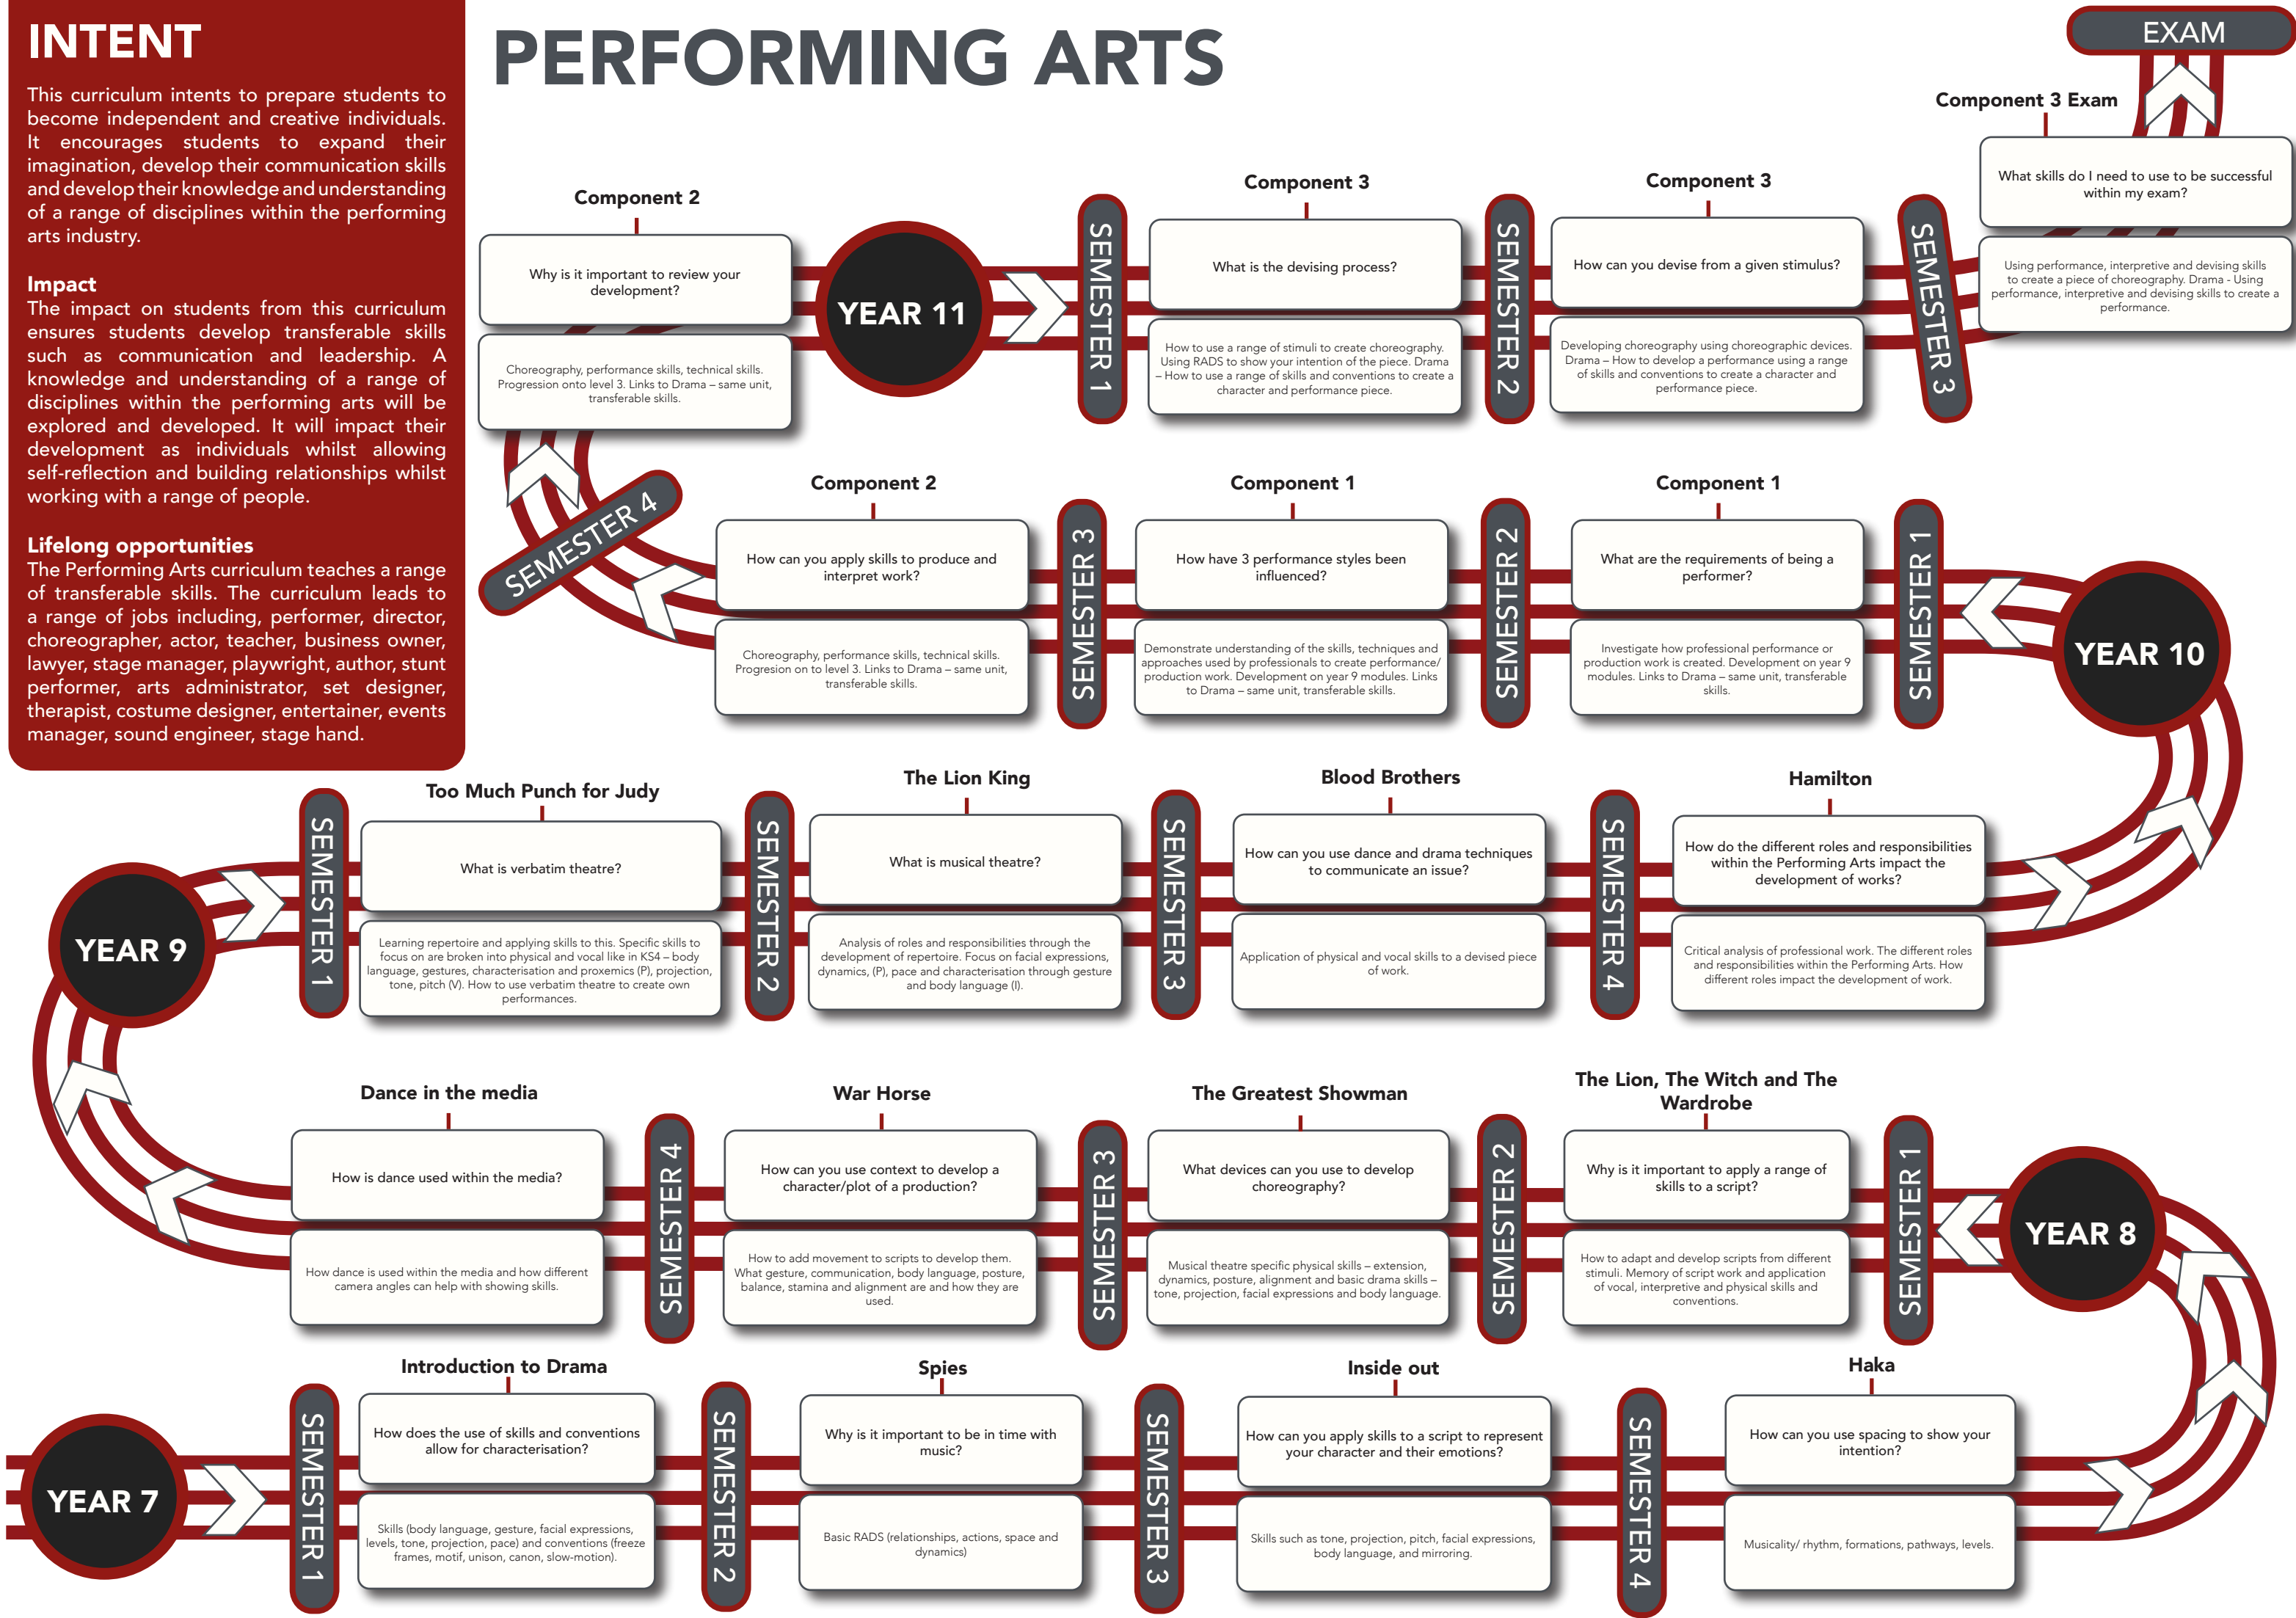 INTENT
This curriculum intents to prepare students to
become independent and creative individuals.
It encourages students to expand their
imagination, develop their communication skills
and develop their knowledge and understanding
of a range of disciplines within the performing
arts industry.
Impact
The impact on students from this curriculum
ensures students develop transferable skills
such as communication and leadership. A
knowledge and understanding of a range of
disciplines within the performing arts will be
explored and developed. It will impact their
development as individuals whilst allowing
self-reflection and building relationships whilst
working with a range of people.
Lifelong opportunities
The Performing Arts curriculum teaches a range
of transferable skills. The curriculum leads to
a range of jobs including, performer, director,
choreographer, actor, teacher, business owner,
lawyer, stage manager, playwright, author, stunt
performer, arts administrator, set designer,
therapist, costume designer, entertainer, events
manager, sound engineer, stage hand.
PERFORMING ARTS
EXAM
Component 3 Exam
What skills do I need to use to be successful
within my exam?
Using performance, interpretive and devising skills
to create a piece of choreography. Drama - Using
performance, interpretive and devising skills to create a
performance.
Component 2
Why is it important to review your
development?
Choreography, performance skills, technical skills.
Progression onto level 3. Links to Drama – same unit,
transferable skills.
YEAR 11
SEMESTER 1
Component 3
What is the devising process?
How to use a range of stimuli to create choreography.
Using RADS to show your intention of the piece. Drama
– How to use a range of skills and conventions to create a
character and performance piece.
SEMESTER 2
Component 3
How can you devise from a given stimulus?
Developing choreography using choreographic devices.
Drama – How to develop a performance using a range
of skills and conventions to create a character and
performance piece.
SEMESTER 3
SEMESTER 4
Component 2
How can you apply skills to produce and
interpret work?
Choreography, performance skills, technical skills.
Progresion on to level 3. Links to Drama – same unit,
transferable skills.
SEMESTER 3
Component 1
How have 3 performance styles been
influenced?
Demonstrate understanding of the skills, techniques and
approaches used by professionals to create performance/
production work. Development on year 9 modules. Links
to Drama – same unit, transferable skills.
SEMESTER 2
Component 1
What are the requirements of being a
performer?
Investigate how professional performance or
production work is created. Development on year 9
modules. Links to Drama – same unit, transferable
skills.
SEMESTER 1
YEAR 10
YEAR 9
SEMESTER 1
Too Much Punch for Judy
What is verbatim theatre?
Learning repertoire and applying skills to this. Specific skills to
focus on are broken into physical and vocal like in KS4 – body
language, gestures, characterisation and proxemics (P), projection,
tone, pitch (V). How to use verbatim theatre to create own
performances.
SEMESTER 2
The Lion King
What is musical theatre?
Analysis of roles and responsibilities through the
development of repertoire. Focus on facial expressions,
dynamics, (P), pace and characterisation through gesture
and body language (I).
SEMESTER 3
Blood Brothers
How can you use dance and drama techniques
to communicate an issue?
Application of physical and vocal skills to a devised piece
of work.
SEMESTER 4
Hamilton
How do the different roles and responsibilities
within the Performing Arts impact the
development of works?
Critical analysis of professional work. The different roles
and responsibilities within the Performing Arts. How
different roles impact the development of work.
Dance in the media
How is dance used within the media?
How dance is used within the media and how different
camera angles can help with showing skills.
SEMESTER 4
War Horse
How can you use context to develop a
character/plot of a production?
How to add movement to scripts to develop them.
What gesture, communication, body language, posture,
balance, stamina and alignment are and how they are
used.
SEMESTER 3
The Greatest Showman
What devices can you use to develop
choreography?
Musical theatre specific physical skills – extension,
dynamics, posture, alignment and basic drama skills –
tone, projection, facial expressions and body language.
SEMESTER 2
The Lion, The Witch and The
Wardrobe
Why is it important to apply a range of
skills to a script?
How to adapt and develop scripts from different
stimuli. Memory of script work and application
of vocal, interpretive and physical skills and
conventions.
SEMESTER 1
YEAR 8
YEAR 7
SEMESTER 1
Introduction to Drama
How does the use of skills and conventions
allow for characterisation?
Skills (body language, gesture, facial expressions,
levels, tone, projection, pace) and conventions (freeze
frames, motif, unison, canon, slow-motion).
SEMESTER 2
Spies
Why is it important to be in time with
music?
Basic RADS (relationships, actions, space and
dynamics)
SEMESTER 3
Inside out
How can you apply skills to a script to represent
your character and their emotions?
Skills such as tone, projection, pitch, facial expressions,
body language, and mirroring.
SEMESTER 4
Haka
How can you use spacing to show your
intention?
Musicality/ rhythm, formations, pathways, levels.